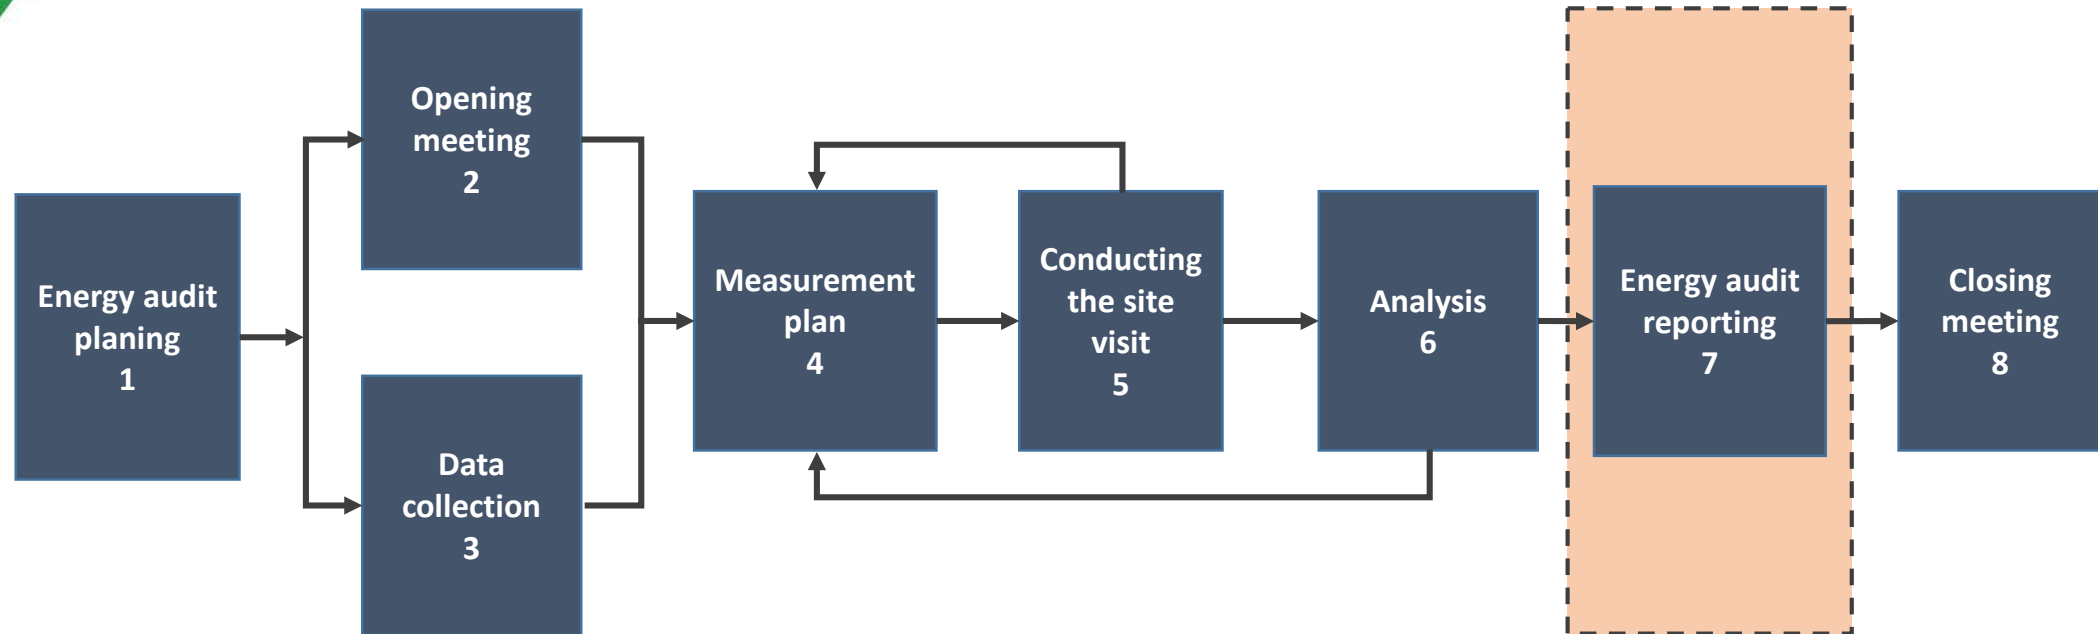 Energy audit
planing
1
Opening
meeting
2
Data
collection
3
Measurement
plan
4
Conducting
the site
visit
5
Analysis
6
Energy audit
reporting
7
Closing
meeting
8